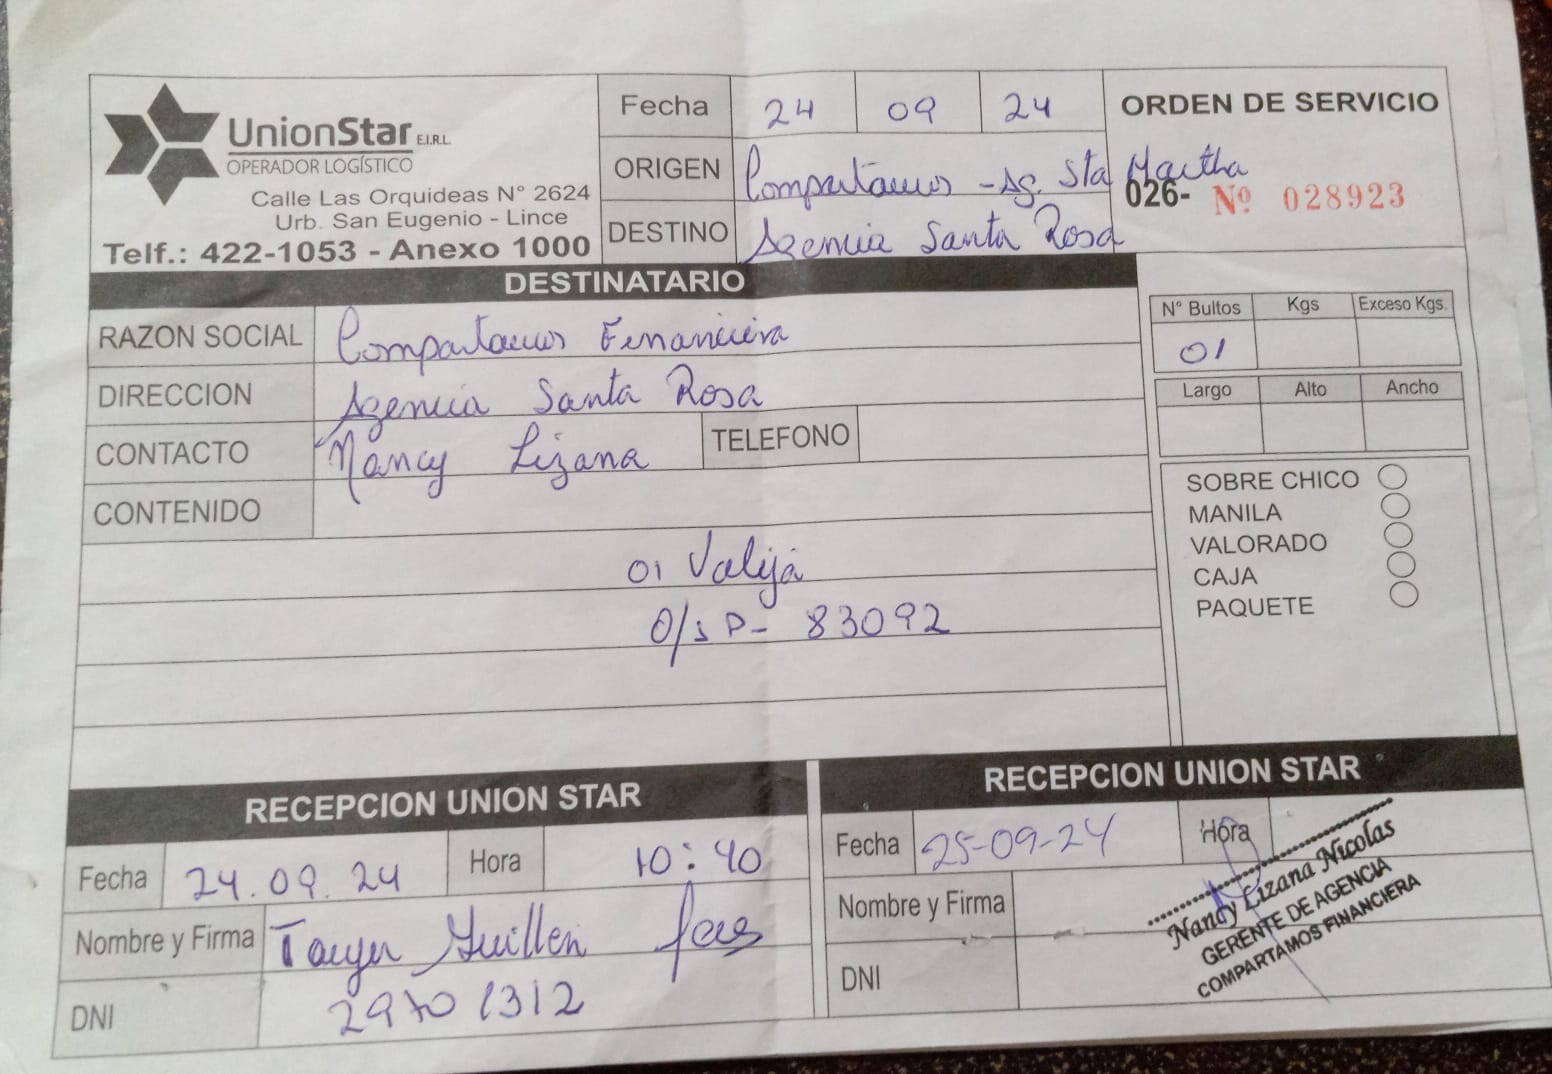 UnionStar E.I.R.L.
OPERADOR LOGÍSTICO
Calle Las Orquideas N° 2624
Urb. San Eugenio - Lince
Telf.: 422-1053 - Anexo 1000
Fecha 24 09 24
ORIGEN Compartamos - Ag. Sta Martha
DESTINO Agencia Santa Rosa
ORDEN DE SERVICIO
026- Nº 028923
DESTINATARIO
RAZON SOCIAL Compartamos Financiera
DIRECCION Agencia Santa Rosa
CONTACTO Nancy Lizana TELEFONO
CONTENIDO
01 Valija
O/S P- 83092
N° Bultos Kgs Exceso Kgs.
01
Largo Alto Ancho
SOBRE CHICO
MANILA
VALORADO
CAJA
PAQUETE
RECEPCION UNION STAR
Fecha 24.09.24 Hora 10:40
Nombre y Firma Guillen
DNI 29701312
RECEPCION UNION STAR
Fecha 25-09-24 Hora
Nombre y Firma
DNI
Nancy Lizana Nicolas
GERENTE DE AGENCIA
COMPARTAMOS FINANCIERA